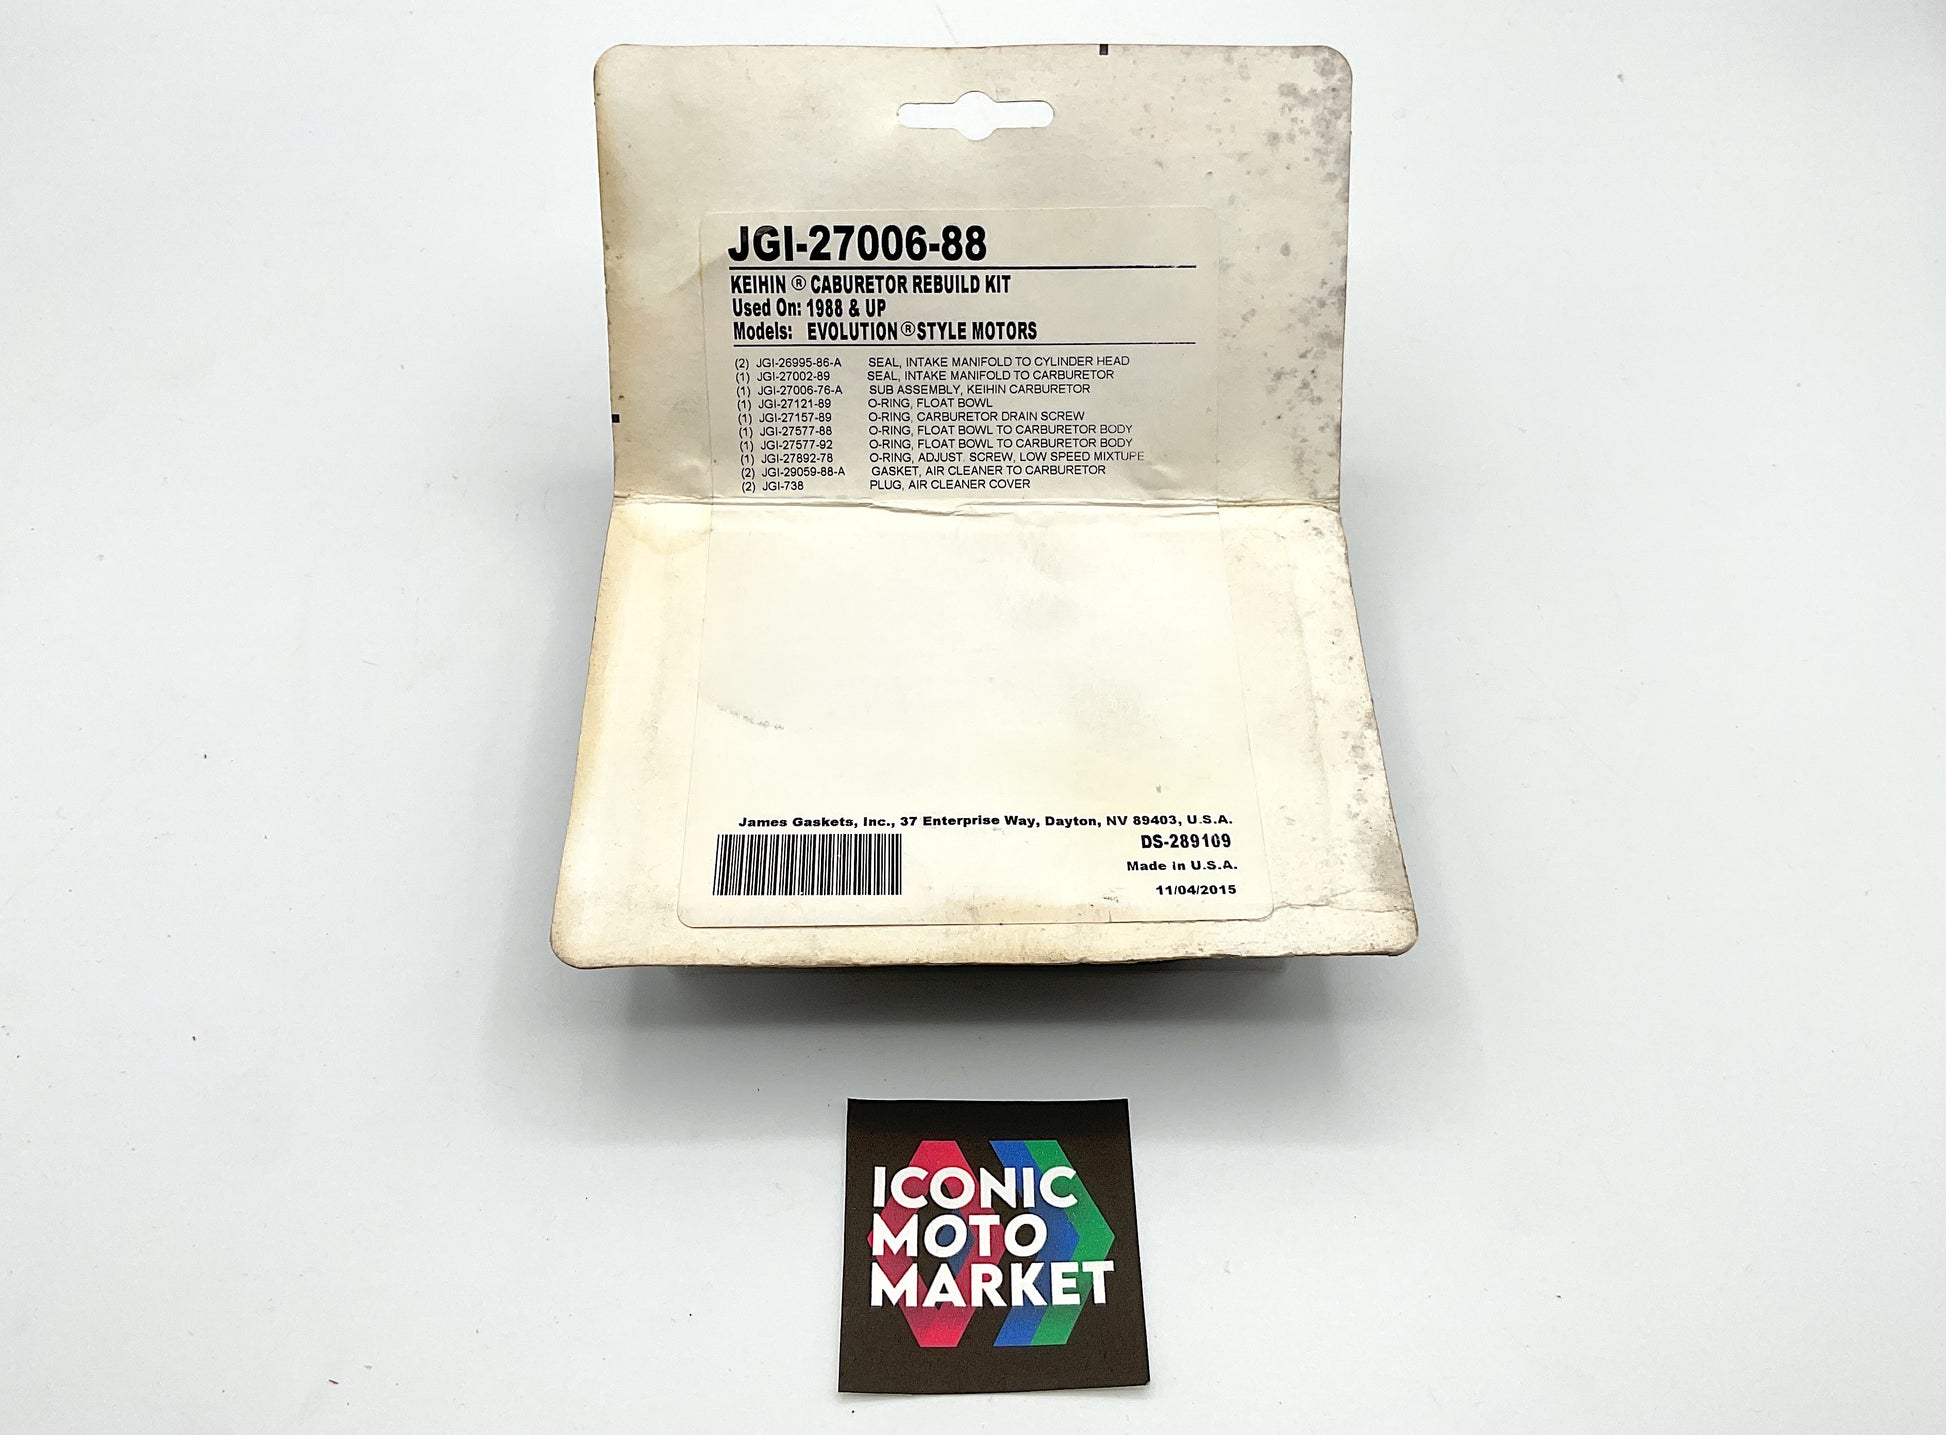 JGI-27006-88
KEIHIN ® CABURETOR REBUILD KIT
Used On: 1988 & UP
Models: EVOLUTION ® STYLE MOTORS
(2) JGI-26995-86-A SEAL, INTAKE MANIFOLD TO CYLINDER HEAD
(1) JGI-27002-89 SEAL, INTAKE MANIFOLD TO CARBURETOR
(1) JGI-27006-76-A SUB ASSEMBLY, KEIHIN CARBURETOR
(1) JGI-27121-89 O-RING, FLOAT BOWL
(1) JGI-27157-89 O-RING, CARBURETOR DRAIN SCREW
(1) JGI-27577-88 O-RING, FLOAT BOWL TO CARBURETOR BODY
(1) JGI-27577-92 O-RING, FLOAT BOWL TO CARBURETOR BODY
(1) JGI-27892-78 O-RING, ADJUST. SCREW, LOW SPEED MIXTURE
(2) JGI-29059-88-A GASKET, AIR CLEANER TO CARBURETOR
(2) JGI-738 PLUG, AIR CLEANER COVER
James Gaskets, Inc., 37 Enterprise Way, Dayton, NV 89403, U.S.A.
DS-289109
Made in U.S.A.
11/04/2015
ICONIC
MOTO
MARKET